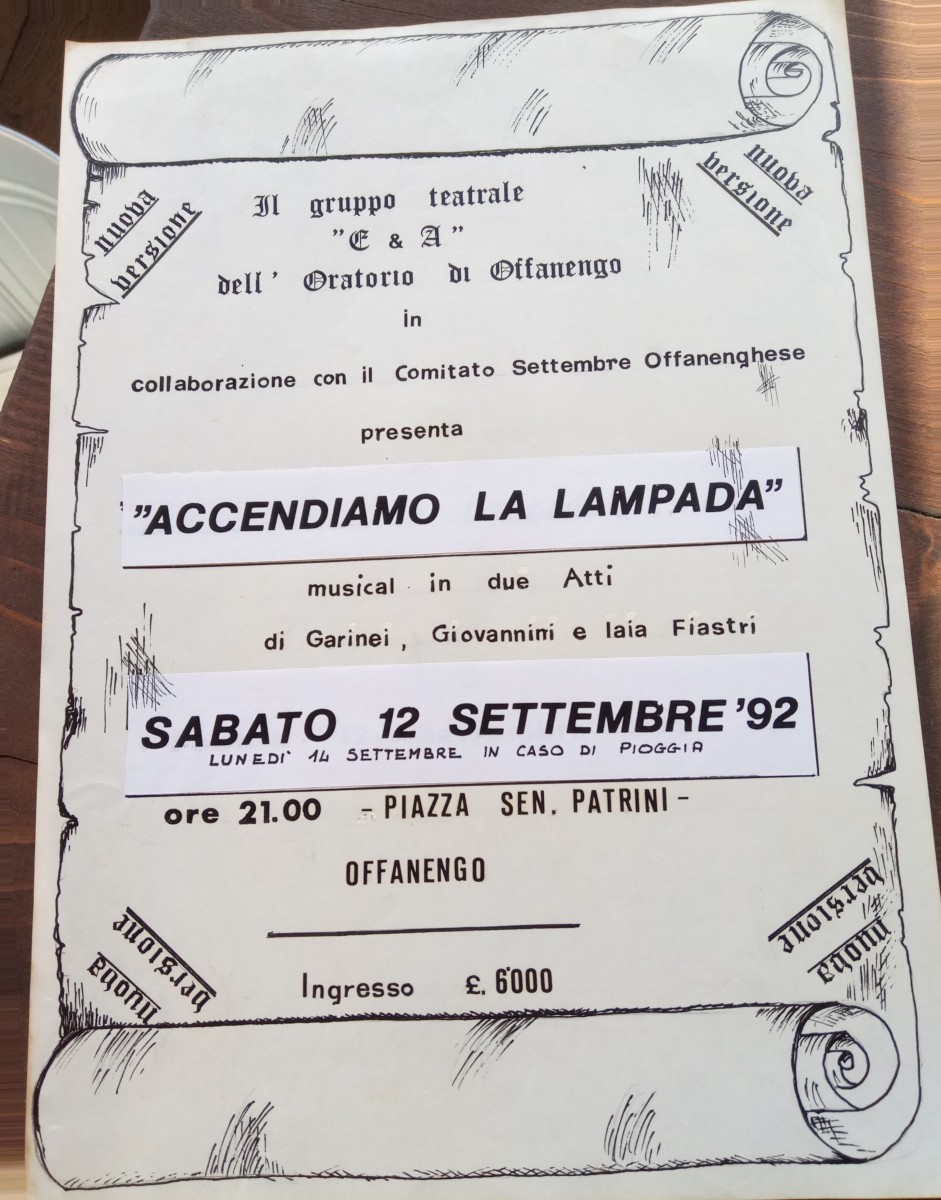 nuova
versione
nuova
versione
Il gruppo teatrale
"E & A"
dell' Oratorio di Offanengo
in
collaborazione con il Comitato Settembre Offanenghese
presenta
"ACCENDIAMO LA LAMPADA"
musical in due Atti
di Garinei, Giovannini e Iaia Fiastri
SABATO 12 SETTEMBRE '92
LUNEDI' 14 SETTEMBRE IN CASO DI PIOGGIA
ore 21.00 - PIAZZA SEN. PATRINI -
OFFANENGO
Ingresso £. 6'000
nuova
versione
nuova
versione